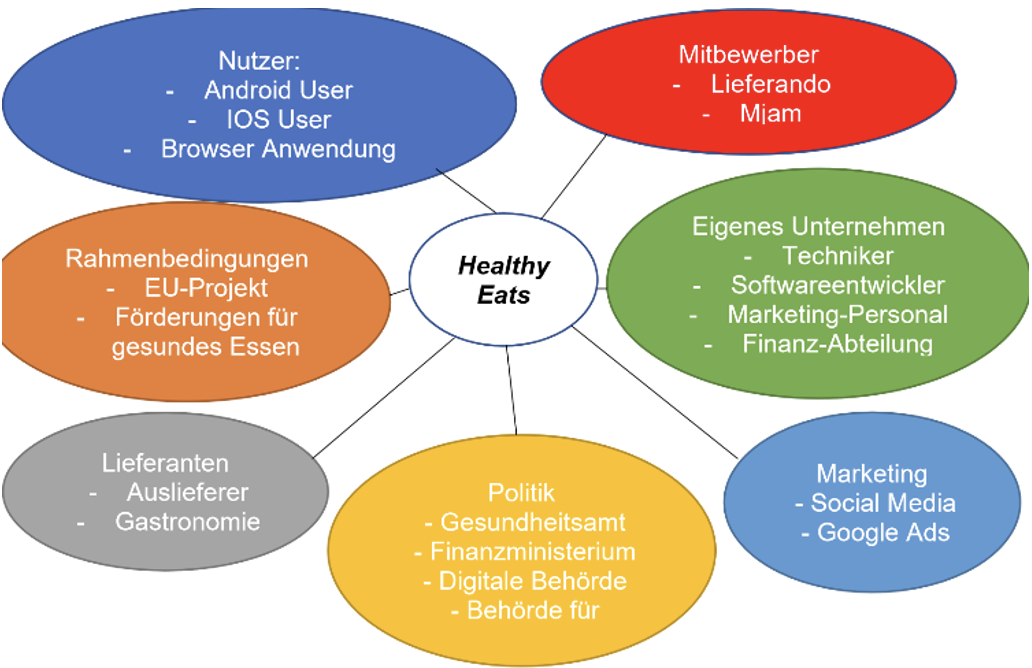 Nutzer:
- Android User
- IOS User
- Browser Anwendung
Mitbewerber
- Lieferando
- Mjam
Rahmenbedingungen
- EU-Projekt
- Förderungen für
gesundes Essen
Healthy
Eats
Eigenes Unternehmen
- Techniker
- Softwareentwickler
- Marketing-Personal
- Finanz-Abteilung
Lieferanten
- Auslieferer
- Gastronomie
Politik
- Gesundheitsamt
- Finanzministerium
- Digitale Behörde
- Behörde für
Marketing
- Social Media
- Google Ads